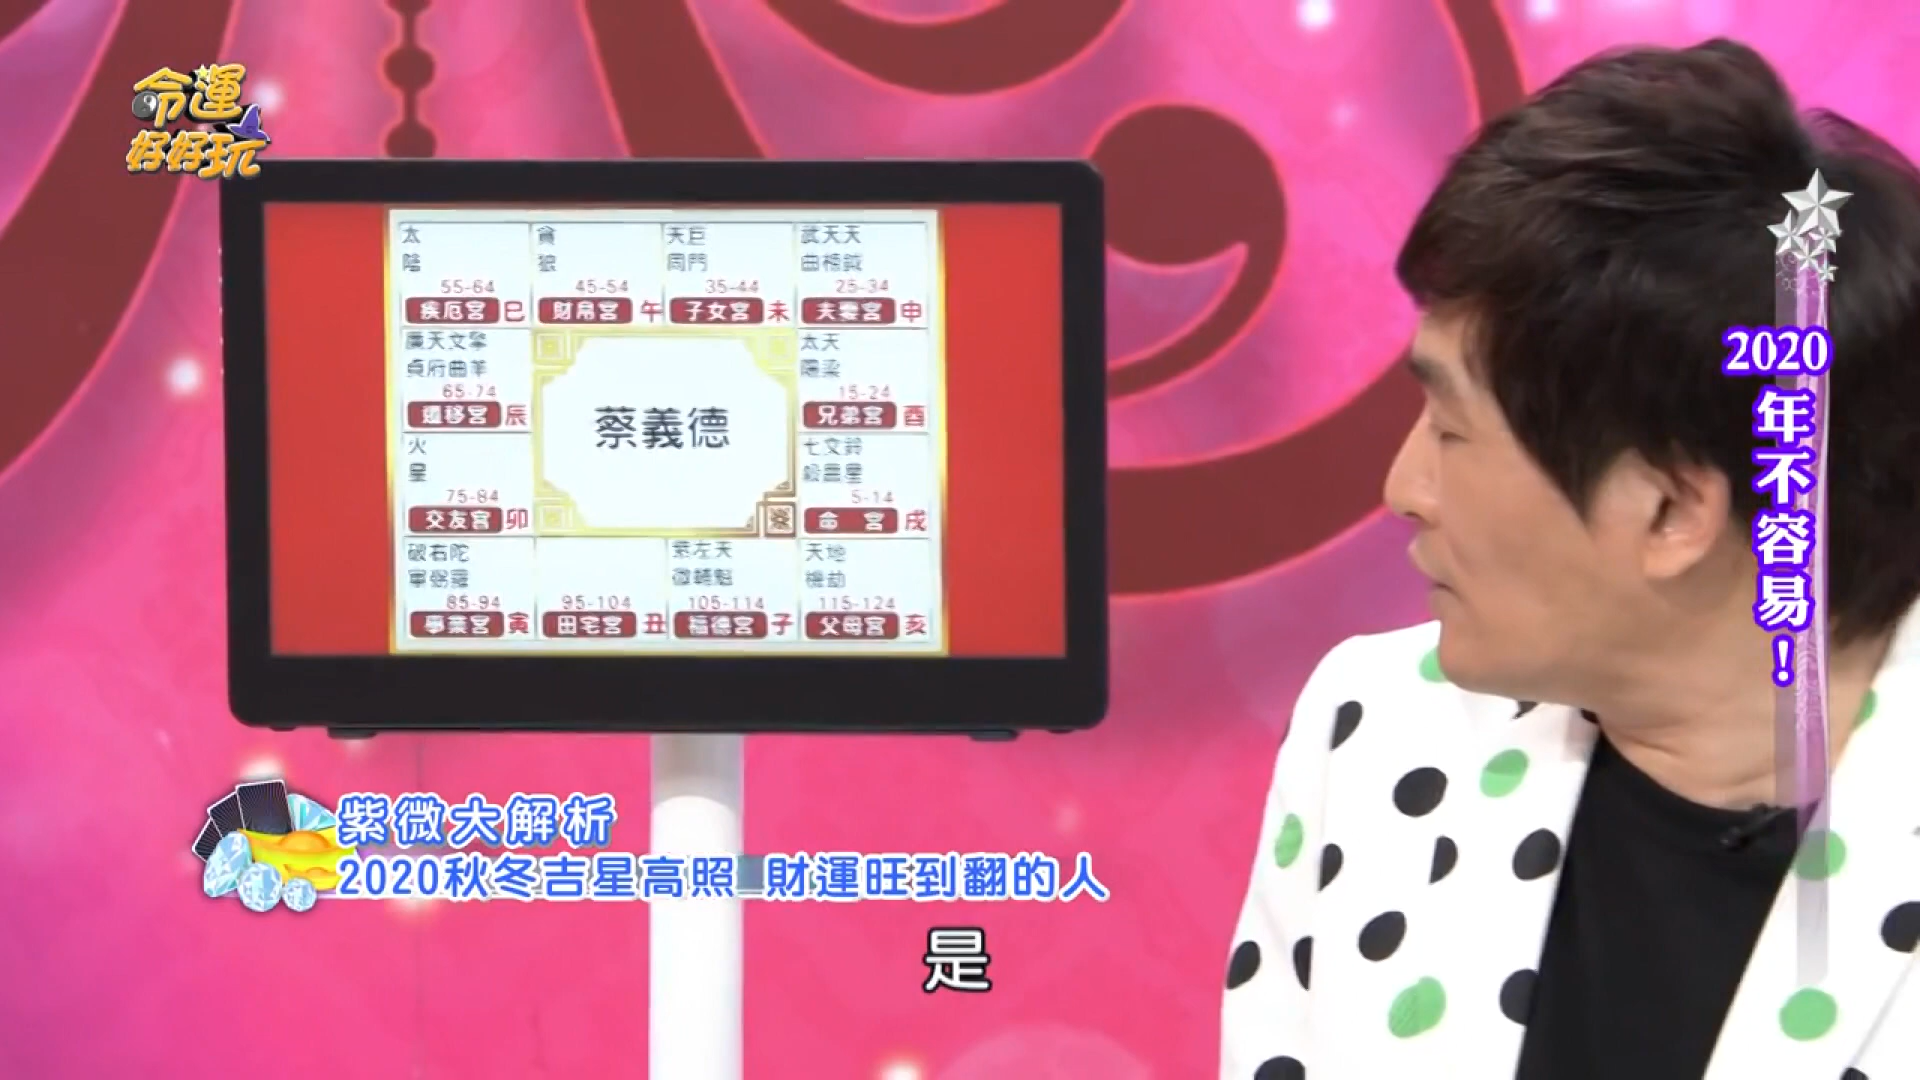 命運
好好玩
太
陰
55-64
疾厄宮 巳
貪
狼
45-54
財帛宮 午
天巨
同門
35-44
子女宮 未
武天天
曲相鉞
25-34
夫妻宮 申
廉天文擎
貞府曲羊
65-74
遷移宮 辰
蔡義德
太天
陽梁
15-24
兄弟宮 酉
火
星
75-84
交友宮 卯
七文鈴
殺昌星
5-14
命 宮 戌
破右陀
軍弼羅
85-94
事業宮 寅
95-104
田宅宮 丑
紫左天
微輔魁
105-114
福德宮 子
天地
機劫
115-124
父母宮 亥
2020年不容易!
紫微大解析
2020秋冬吉星高照 財運旺到翻的人
是